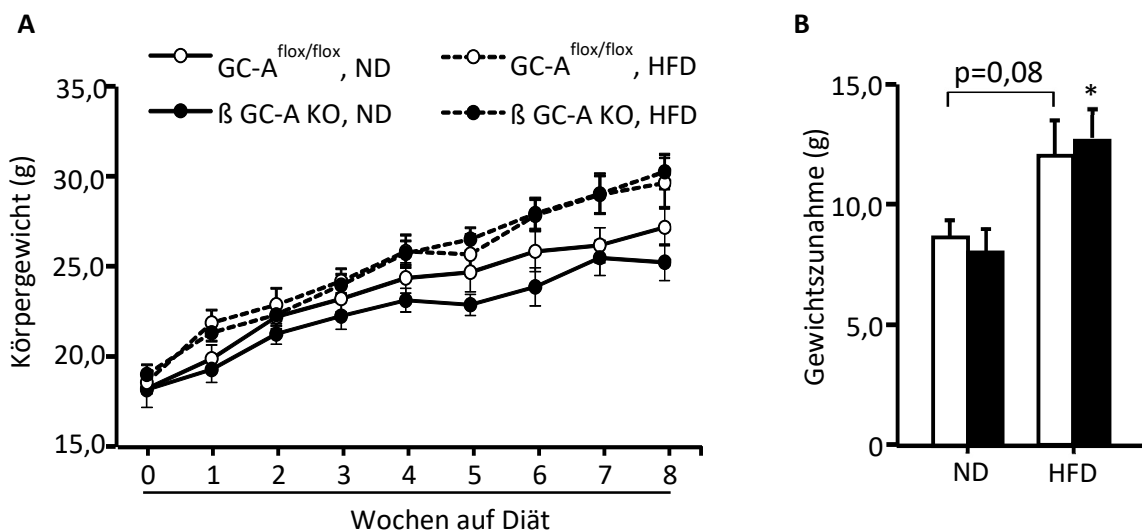 A
GC-A flox/flox, ND
GC-A flox/flox, HFD
ß GC-A KO, ND
ß GC-A KO, HFD
Körpergewicht (g)
35,0
30,0
25,0
20,0
15,0
0 1 2 3 4 5 6 7 8
Wochen auf Diät
B
p=0,08
*
Gewichtszunahme (g)
15,0
10,0
5,0
0
ND HFD